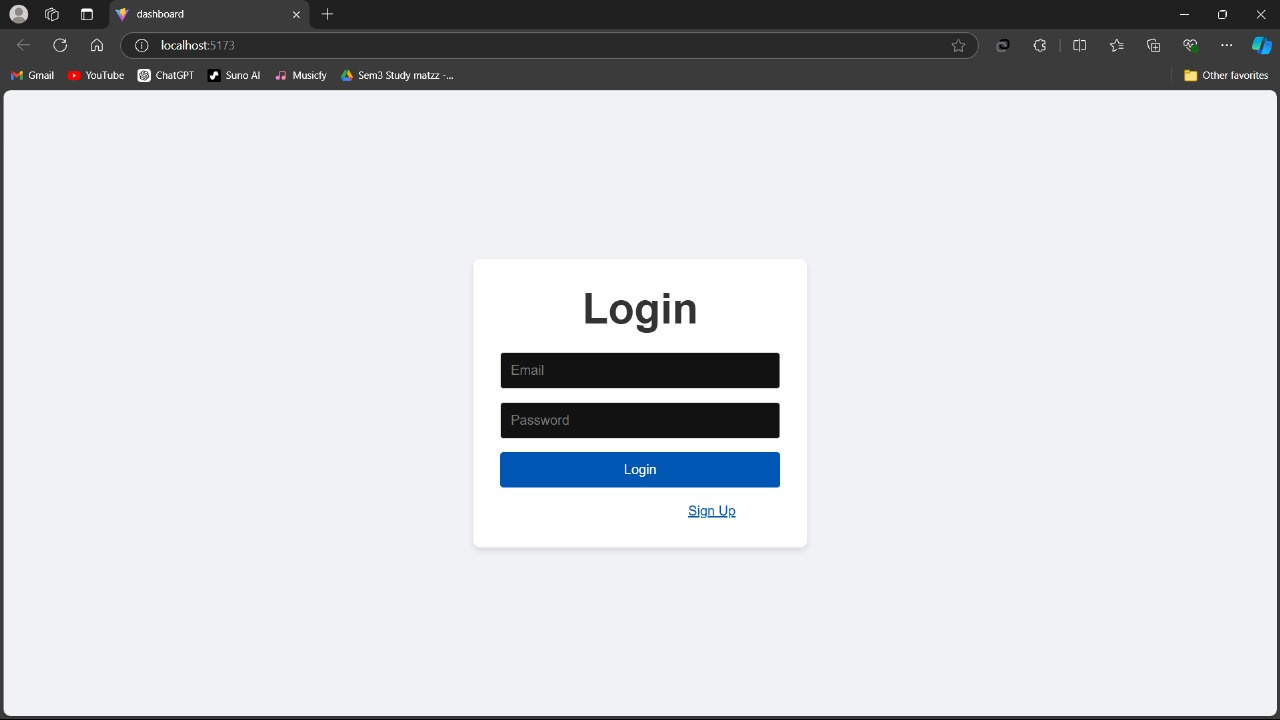 dashboard
localhost:5173
Gmail YouTube ChatGPT Suno AI Musicfy Sem3 Study matzz -... Other favorites
Login
Email
Password
Login
Sign Up